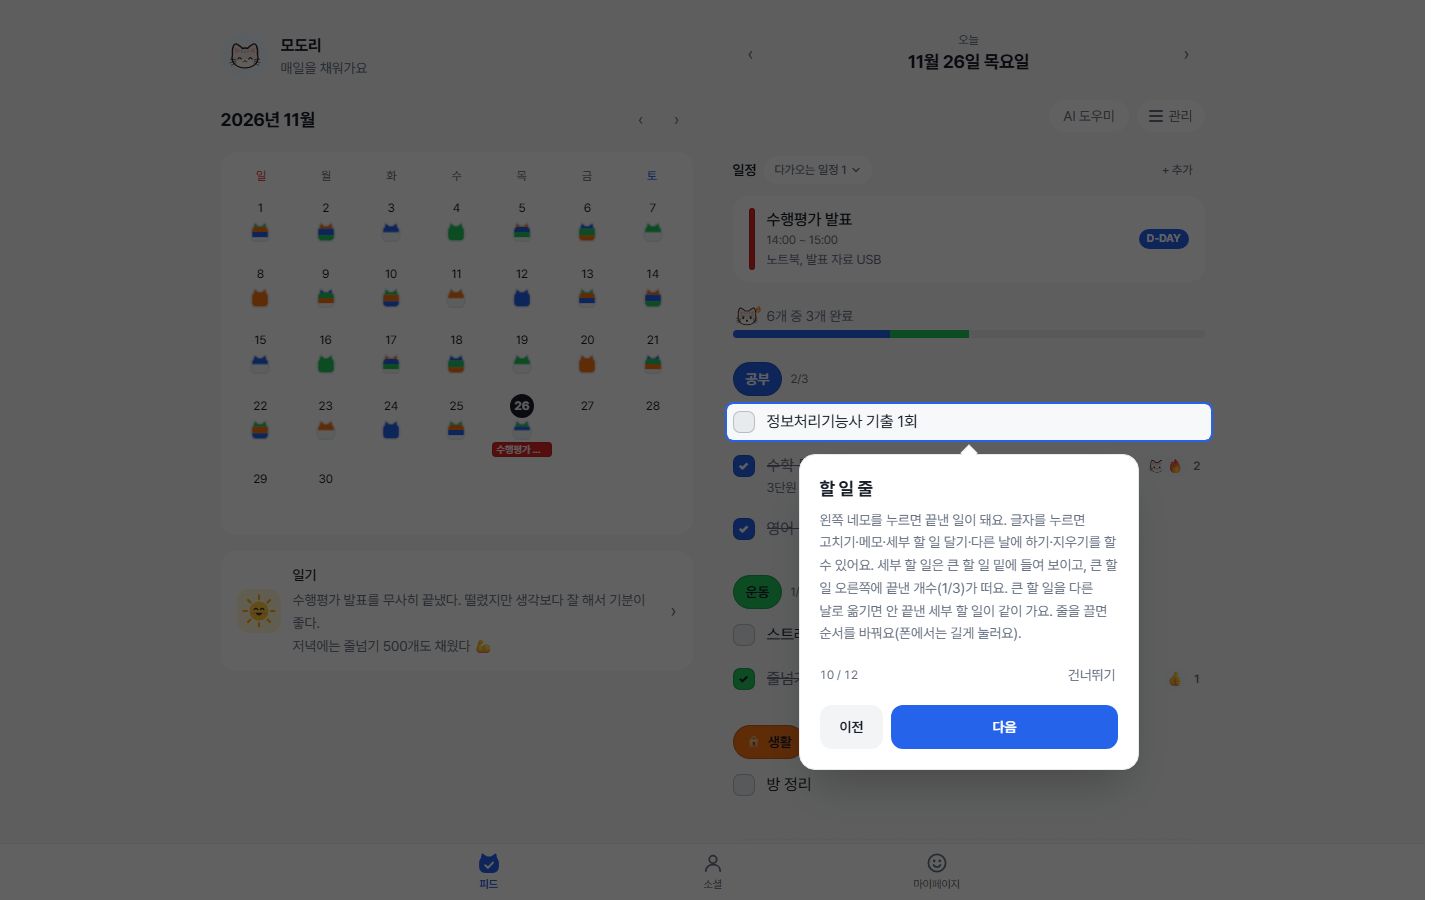 모도리
매일을 채워가요
2026년 11월
일 월 화 수 목 금 토
1 2 3 4 5 6 7
8 9 10 11 12 13 14
15 16 17 18 19 20 21
22 23 24 25 26 27 28
수행평가 ...
29 30
일기
수행평가 발표를 무사히 끝냈다. 떨렸지만 생각보다 잘 해서 기분이
좋다.
저녁에는 줄넘기 500개도 채웠다 💪
오늘
11월 26일 목요일
AI 도우미
관리
일정
다가오는 일정 1
+ 추가
수행평가 발표
14:00 – 15:00
노트북, 발표 자료 USB
D-DAY
6개 중 3개 완료
공부 2/3
정보처리기능사 기출 1회
수학
3단원
2
영어
운동
스트
1
방 정리
생활
할 일 줄
왼쪽 네모를 누르면 끝낸 일이 돼요. 글자를 누르면
고치기·메모·세부 할 일 달기·다른 날에 하기·지우기를 할
수 있어요. 세부 할 일은 큰 할 일 밑에 들여 보이고, 큰 할
일 오른쪽에 끝낸 개수(1/3)가 떠요. 큰 할 일을 다른
날로 옮기면 안 끝낸 세부 할 일이 같이 가요. 줄을 끌면
순서를 바꿔요(폰에서는 길게 눌러요).
10 / 12
건너뛰기
이전
다음
피드
소셜
마이페이지